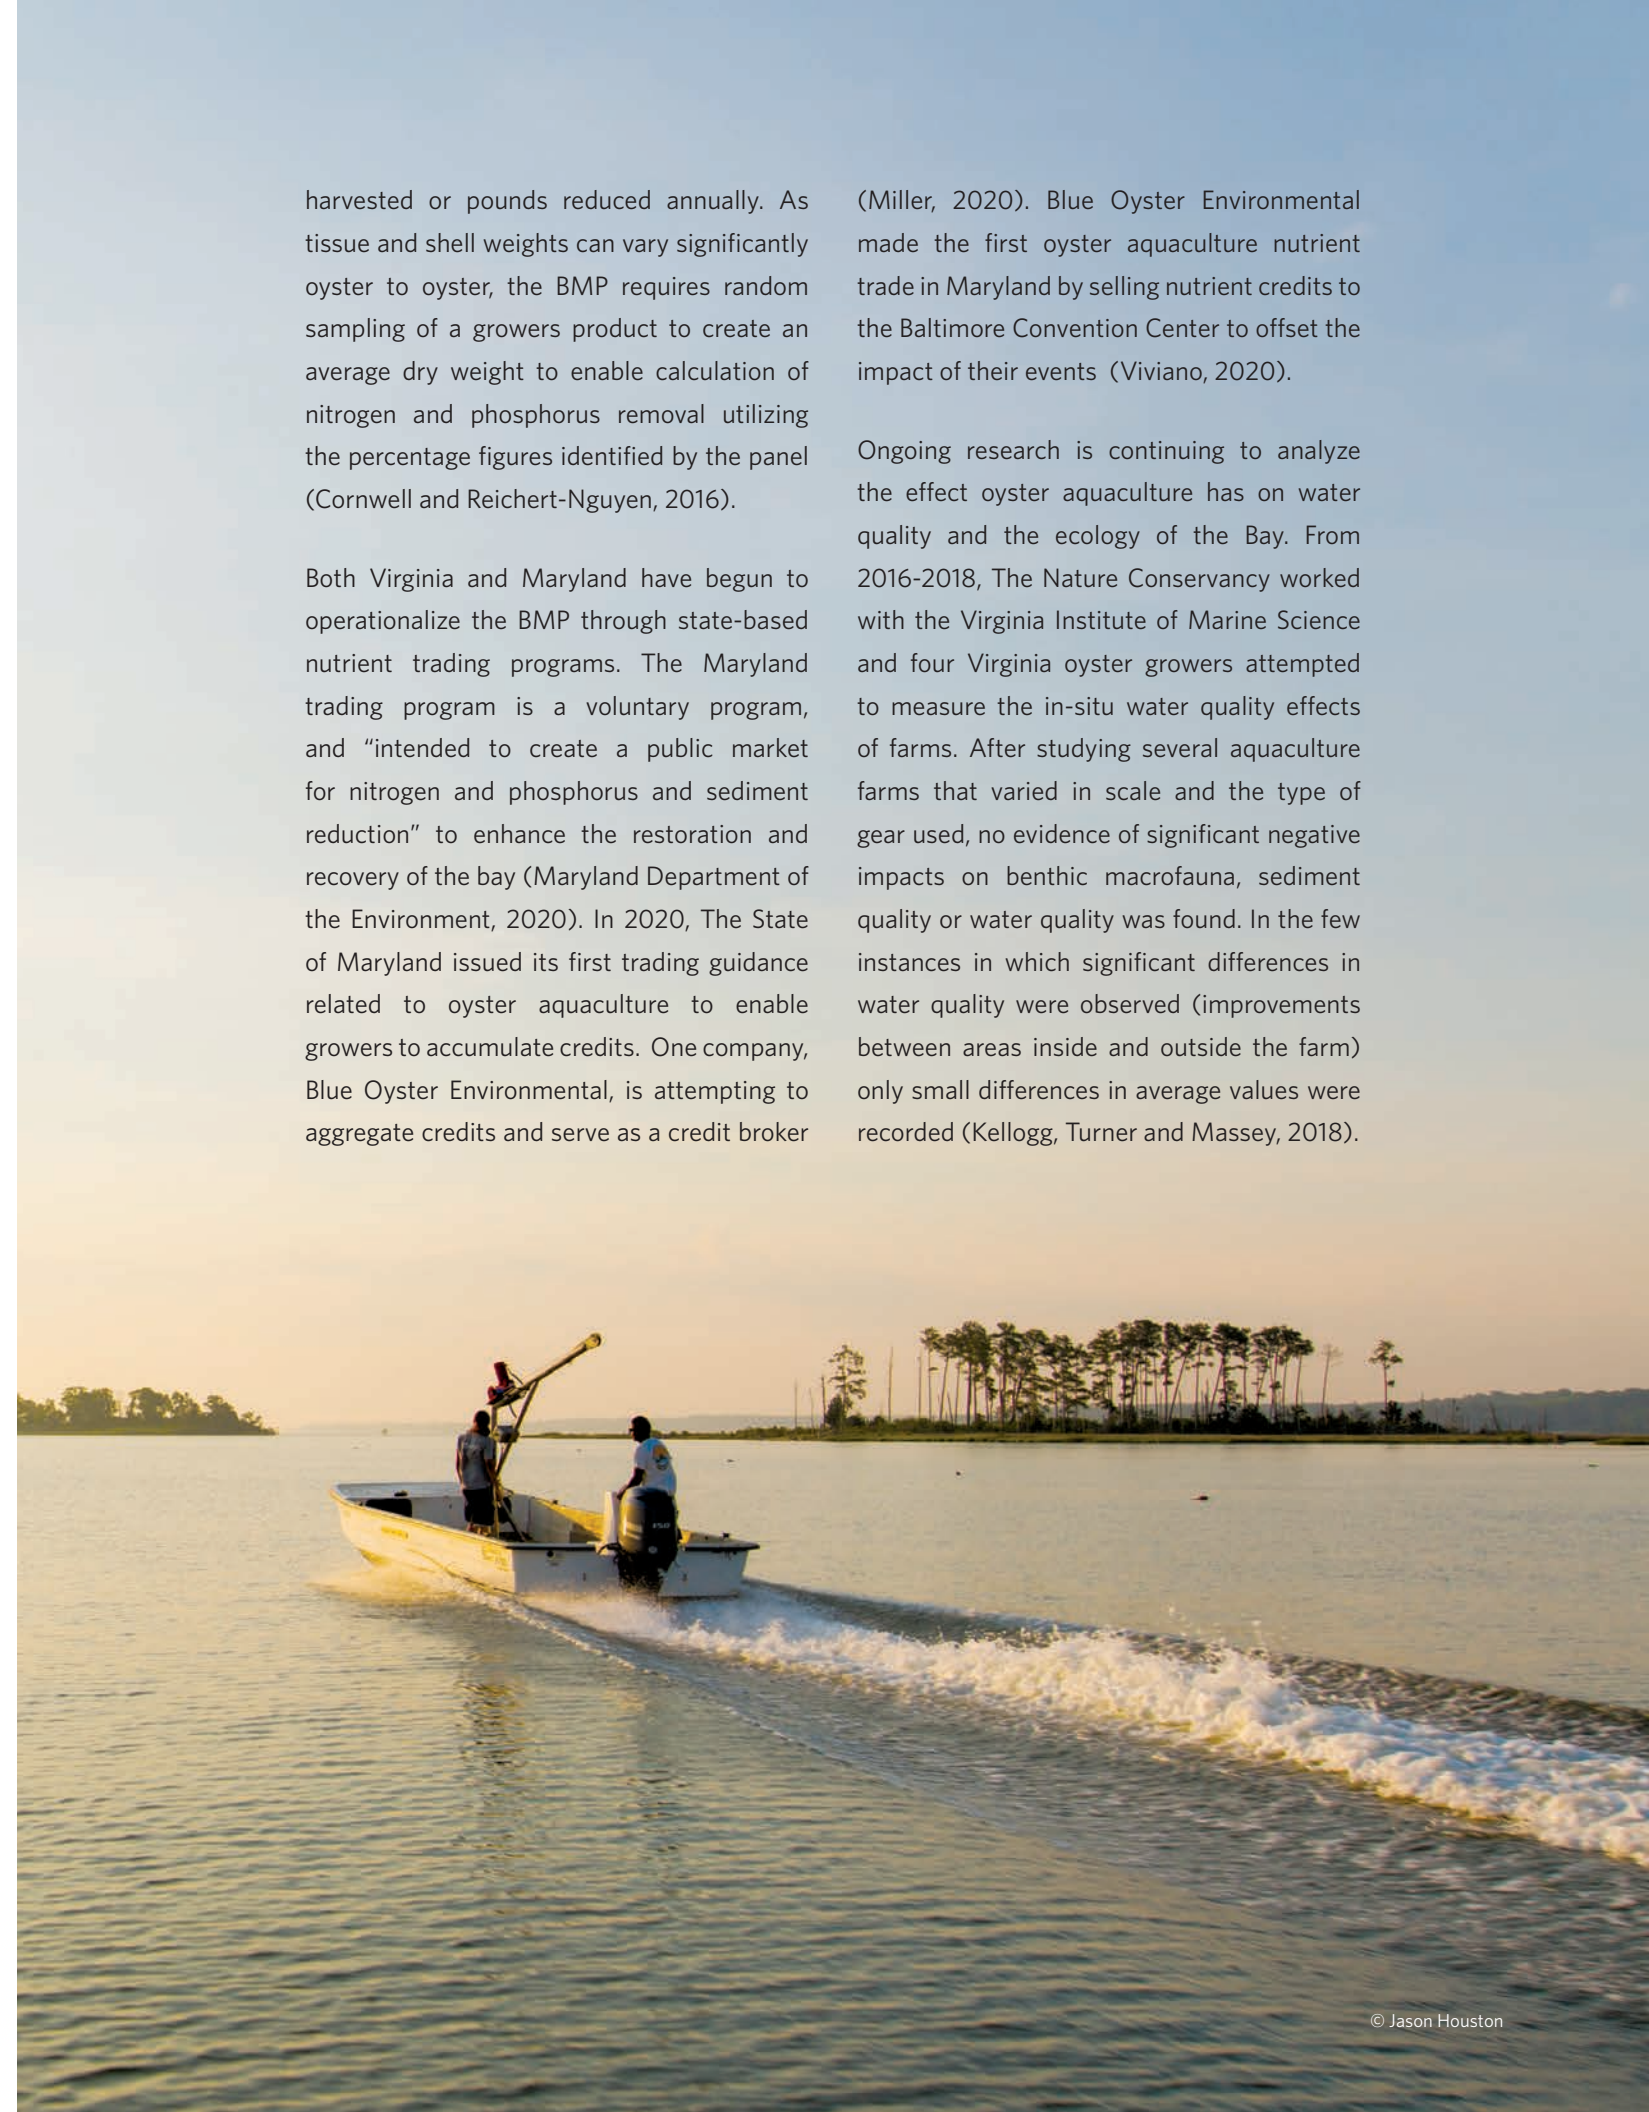 harvested or pounds reduced annually. As
tissue and shell weights can vary significantly
oyster to oyster, the BMP requires random
sampling of a growers product to create an
average dry weight to enable calculation of
nitrogen and phosphorus removal utilizing
the percentage figures identified by the panel
(Cornwell and Reichert-Nguyen, 2016).
Both Virginia and Maryland have begun to
operationalize the BMP through state-based
nutrient trading programs. The Maryland
trading program is a voluntary program,
and “intended to create a public market
for nitrogen and phosphorus and sediment
reduction” to enhance the restoration and
recovery of the bay (Maryland Department of
the Environment, 2020). In 2020, The State
of Maryland issued its first trading guidance
related to oyster aquaculture to enable
growers to accumulate credits. One company,
Blue Oyster Environmental, is attempting to
aggregate credits and serve as a credit broker
(Miller, 2020). Blue Oyster Environmental
made the first oyster aquaculture nutrient
trade in Maryland by selling nutrient credits to
the Baltimore Convention Center to offset the
impact of their events (Viviano, 2020).
Ongoing research is continuing to analyze
the effect oyster aquaculture has on water
quality and the ecology of the Bay. From
2016-2018, The Nature Conservancy worked
with the Virginia Institute of Marine Science
and four Virginia oyster growers attempted
to measure the in-situ water quality effects
of farms. After studying several aquaculture
farms that varied in scale and the type of
gear used, no evidence of significant negative
impacts on benthic macrofauna, sediment
quality or water quality was found. In the few
instances in which significant differences in
water quality were observed (improvements
between areas inside and outside the farm)
only small differences in average values were
recorded (Kellogg, Turner and Massey, 2018).
150
© Jason Houston